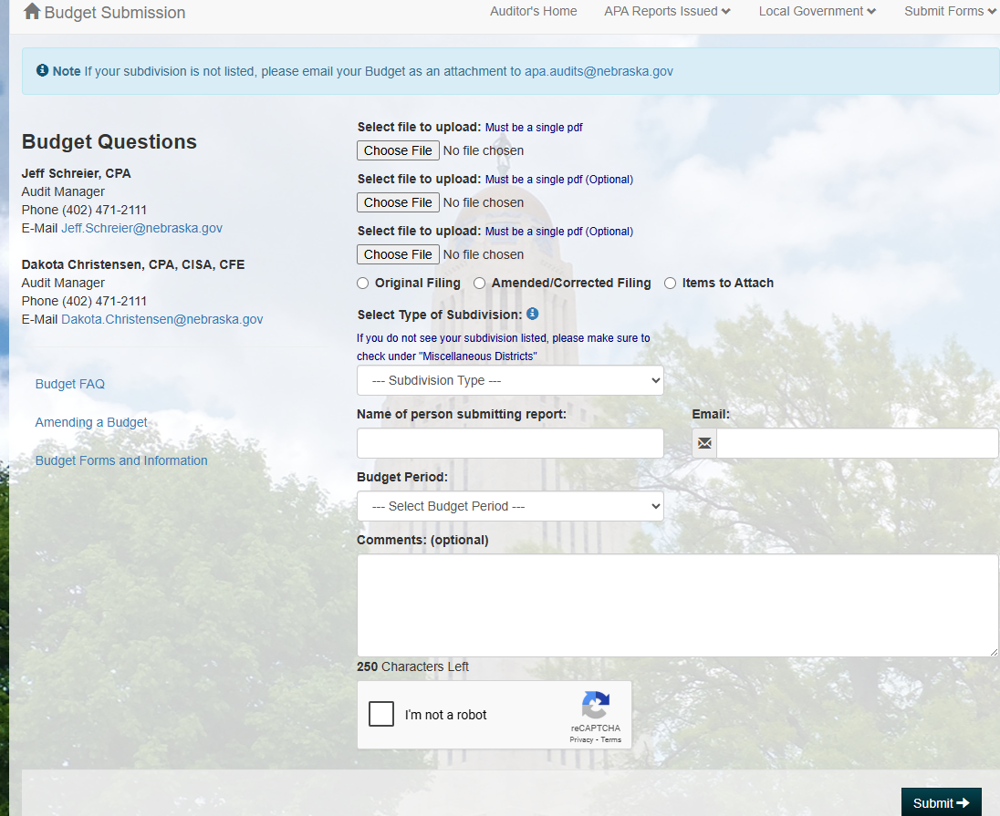 Budget Submission
Auditor's Home
APA Reports Issued
Local Government
Submit Forms
Note If your subdivision is not listed, please email your Budget as an attachment to apa.audits@nebraska.gov
Budget Questions
Jeff Schreier, CPA
Audit Manager
Phone (402) 471-2111
E-Mail Jeff.Schreier@nebraska.gov
Dakota Christensen, CPA, CISA, CFE
Audit Manager
Phone (402) 471-2111
E-Mail Dakota.Christensen@nebraska.gov
Budget FAQ
Amending a Budget
Budget Forms and Information
Select file to upload: Must be a single pdf
Choose File No file chosen
Select file to upload: Must be a single pdf (Optional)
Choose File No file chosen
Select file to upload: Must be a single pdf (Optional)
Choose File No file chosen
Original Filing Amended/Corrected Filing Items to Attach
Select Type of Subdivision:
If you do not see your subdivision listed, please make sure to
check under "Miscellaneous Districts"
--- Subdivision Type ---
Name of person submitting report:
Email:
Budget Period:
--- Select Budget Period ---
Comments: (optional)
250 Characters Left
I'm not a robot
reCAPTCHA
Privacy - Terms
Submit